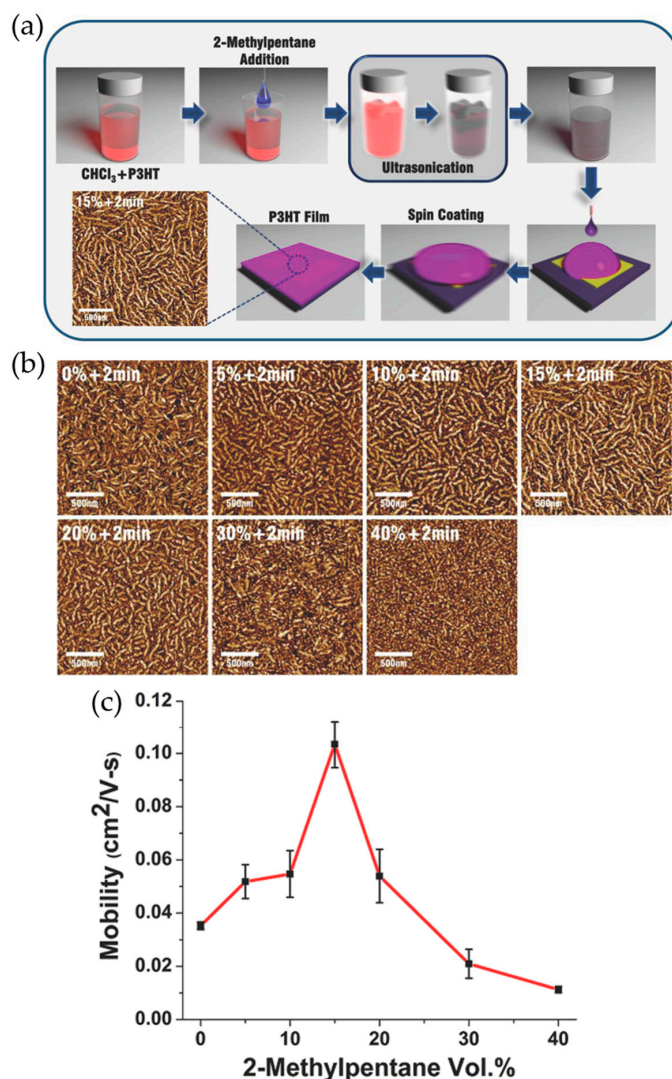 (a)
2-Methylpentane
Addition
CHCl₃+P3HT
Ultrasonication
15%+2min
500nm
P3HT Film
Spin Coating
(b)
0%+2min
500nm
5%+2min
500nm
10%+2min
500nm
15%+2min
500nm
20%+2min
500nm
30%+2min
500nm
40%+2min
500nm
(c)
Mobility (cm²/V-s)
0.12
0.10
0.08
0.06
0.04
0.02
0.00
0 10 20 30 40
2-Methylpentane Vol.%